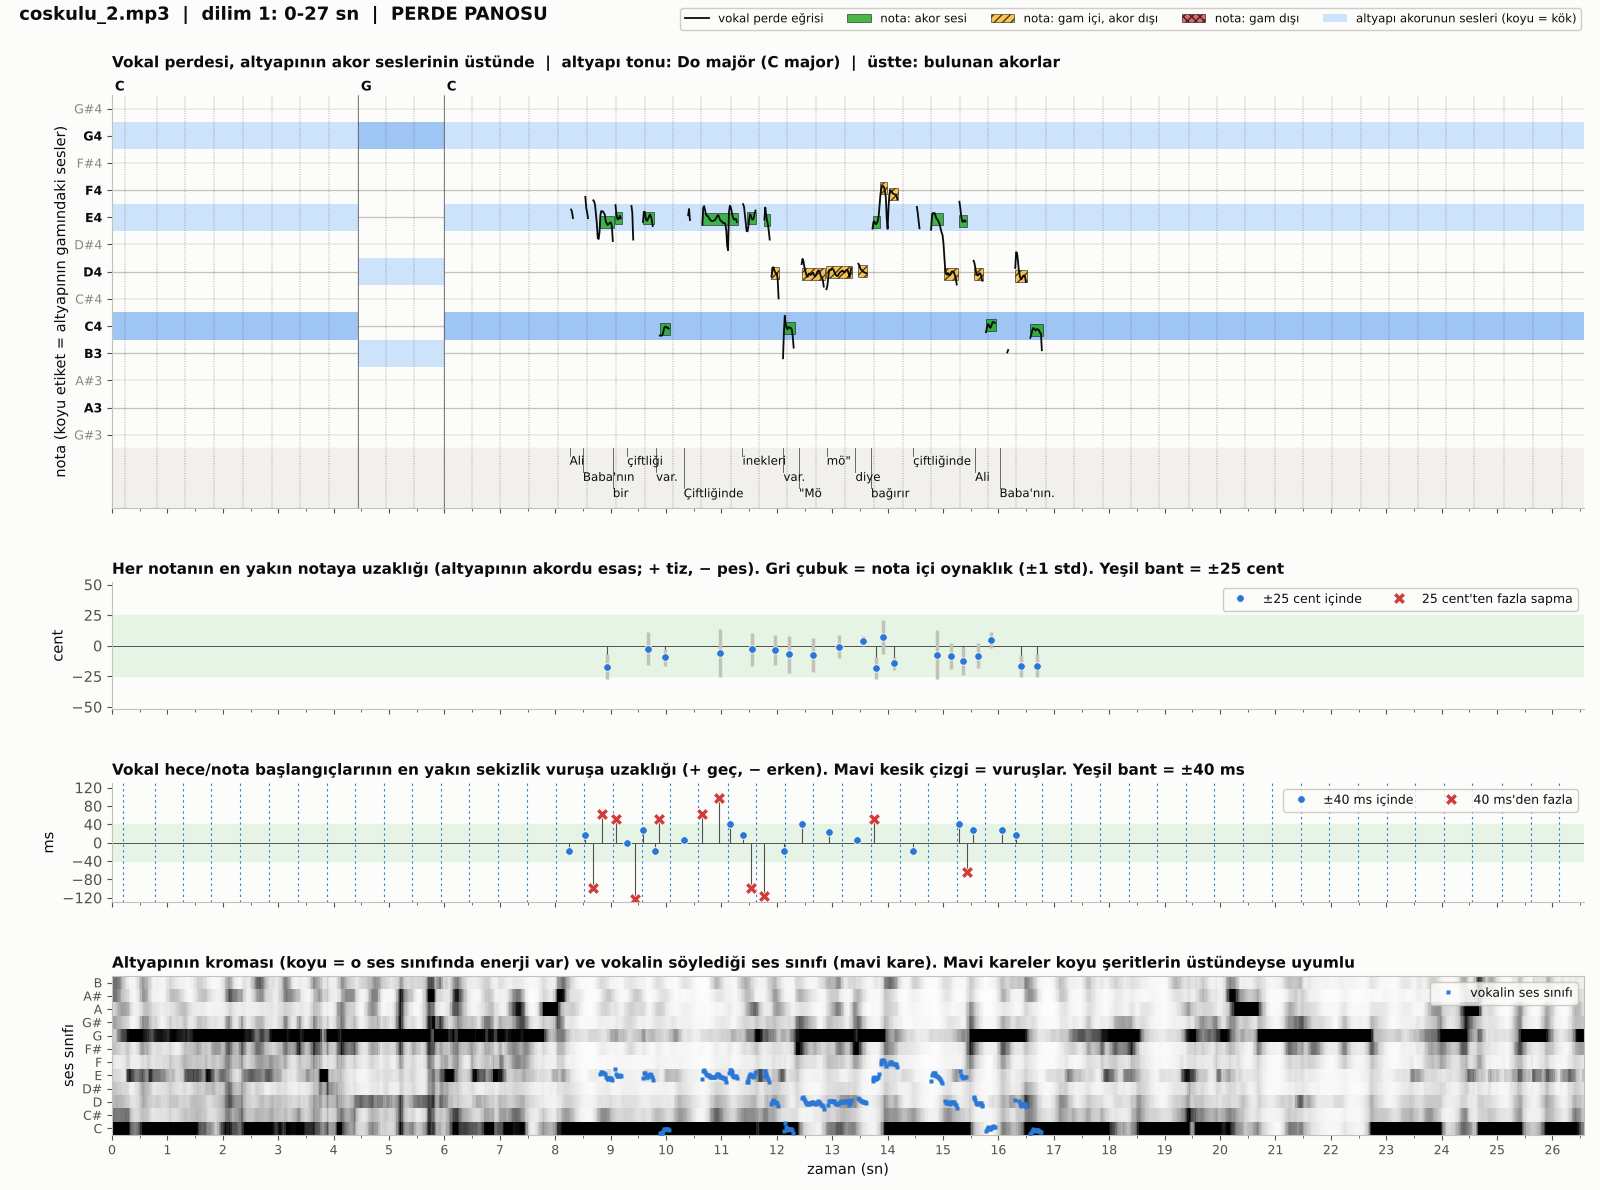 coskulu_2.mp3 | dilim 1: 0-27 sn | PERDE PANOSU
vokal perde eğrisi
nota: akor sesi
nota: gam içi, akor dışı
nota: gam dışı
altyapı akorunun sesleri (koyu = kök)
Vokal perdesi, altyapının akor seslerinin üstünde | altyapı tonu: Do majör (C major) | üstte: bulunan akorlar
C G C
nota (koyu etiket = altyapının gamındaki sesler)
G#4
G4
F#4
F4
E4
D#4
D4
C#4
C4
B3
A#3
A3
G#3
Ali çiftliği inekleri mö" çiftliğinde
Baba'nın var. var. diye Ali
bir Çiftliğinde "Mö bağırır Baba'nın.
Her notanın en yakın notaya uzaklığı (altyapının akordu esas; + tiz, − pes). Gri çubuk = nota içi oynaklık (±1 std). Yeşil bant = ±25 cent
±25 cent içinde
25 cent'ten fazla sapma
cent
50
25
0
−25
−50
Vokal hece/nota başlangıçlarının en yakın sekizlik vuruşa uzaklığı (+ geç, − erken). Mavi kesik çizgi = vuruşlar. Yeşil bant = ±40 ms
±40 ms içinde
40 ms'den fazla
ms
120
80
40
0
−40
−80
−120
Altyapının kroması (koyu = o ses sınıfında enerji var) ve vokalin söylediği ses sınıfı (mavi kare). Mavi kareler koyu şeritlerin üstündeyse uyumlu
vokalin ses sınıfı
ses sınıfı
B
A#
A
G#
G
F#
F
E
D#
D
C#
C
0 1 2 3 4 5 6 7 8 9 10 11 12 13 14 15 16 17 18 19 20 21 22 23 24 25 26
zaman (sn)